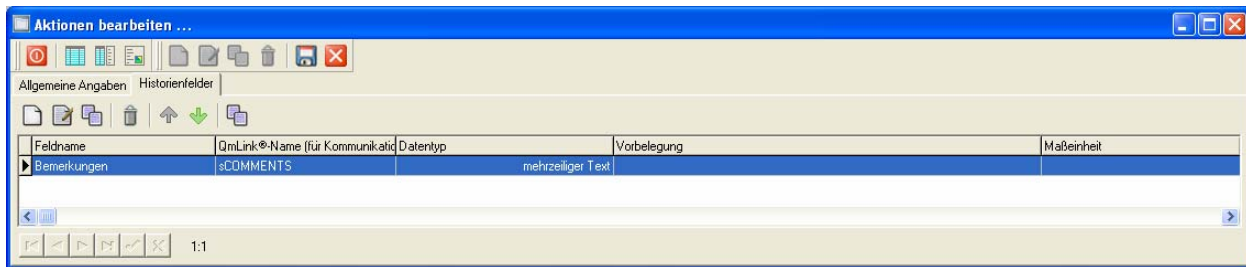 Aktionen bearbeiten ...
Allgemeine Angaben Historienfelder
Feldname QmLink®-Name (für Kommunikatio Datentyp Vorbelegung Maßeinheit
Bemerkungen sCOMMENTS mehrzeiliger Text
1:1